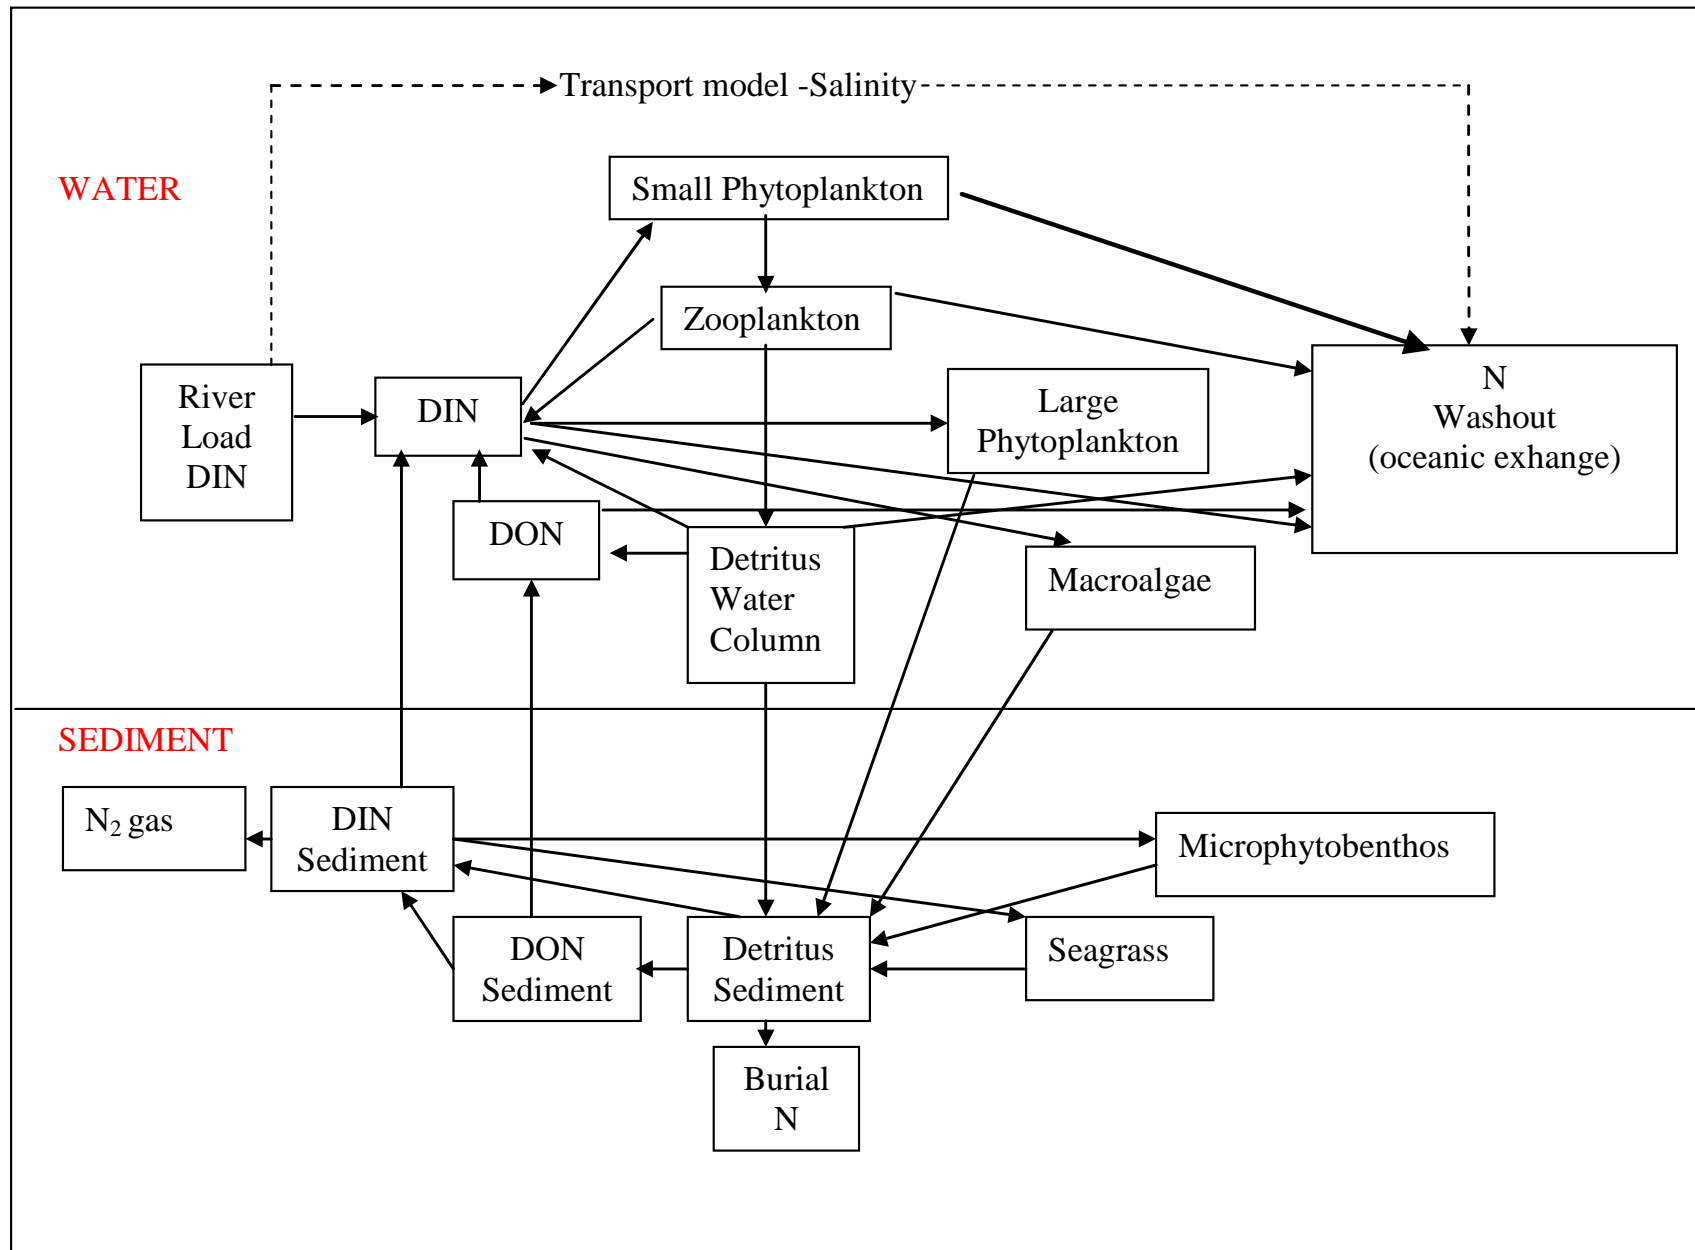 Transport model -Salinity
WATER
Small Phytoplankton
Zooplankton
River
Load
DIN
DIN
Large
Phytoplankton
N
Washout
(oceanic exhange)
DON
Detritus
Water
Column
Macroalgae
SEDIMENT
N₂ gas
DIN
Sediment
Microphytobenthos
DON
Sediment
Detritus
Sediment
Seagrass
Burial
N